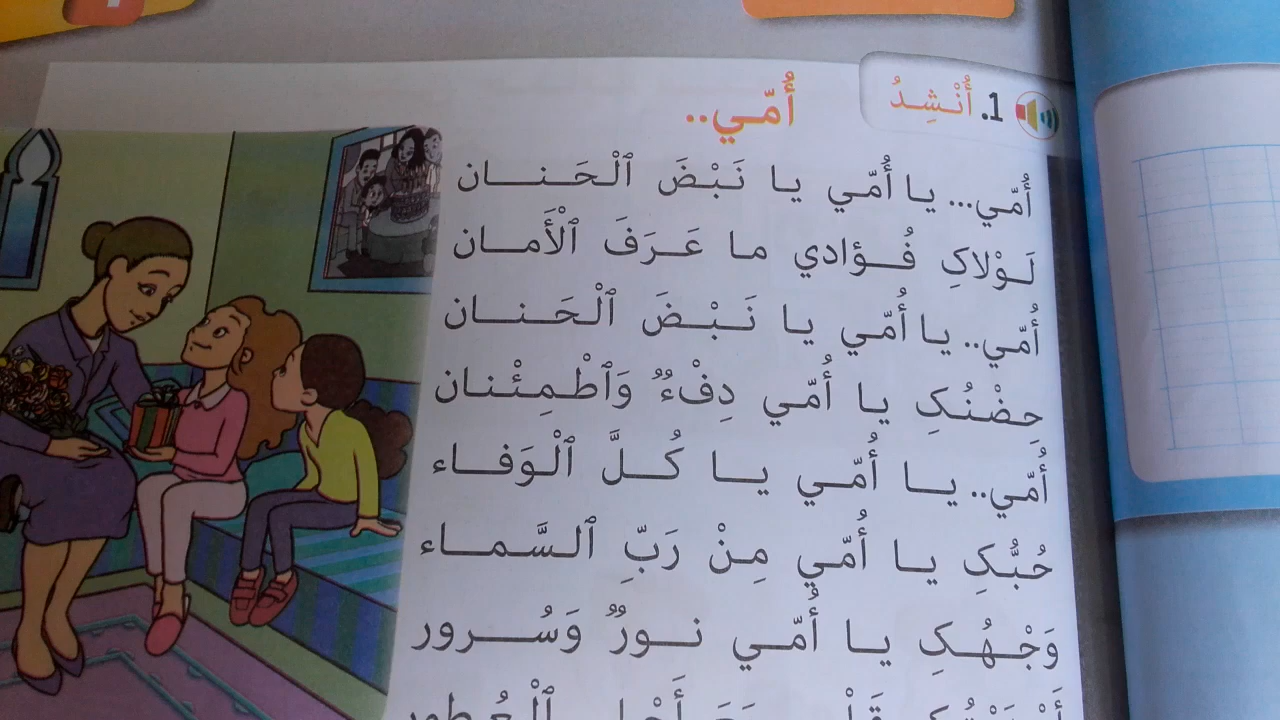 1. أُنْشِدُ
أُمّي..
أُمّي... يا أُمّي يا نَبْضَ ٱلْحَنان
لَوْلاكِ فُؤادي ما عَرَفَ ٱلْأَمان
أُمّي.. يا أُمّي يا نَبْضَ ٱلْحَنان
حِضْنُكِ يا أُمّي دِفْءٌ وَٱطْمِئْنان
أُمّي.. يا أُمّي يا كُلَّ ٱلْوَفاء
حُبُّكِ يا أُمّي مِنْ رَبِّ ٱلسَّماء
وَجْهُكِ يا أُمّي نورٌ وَسُرور